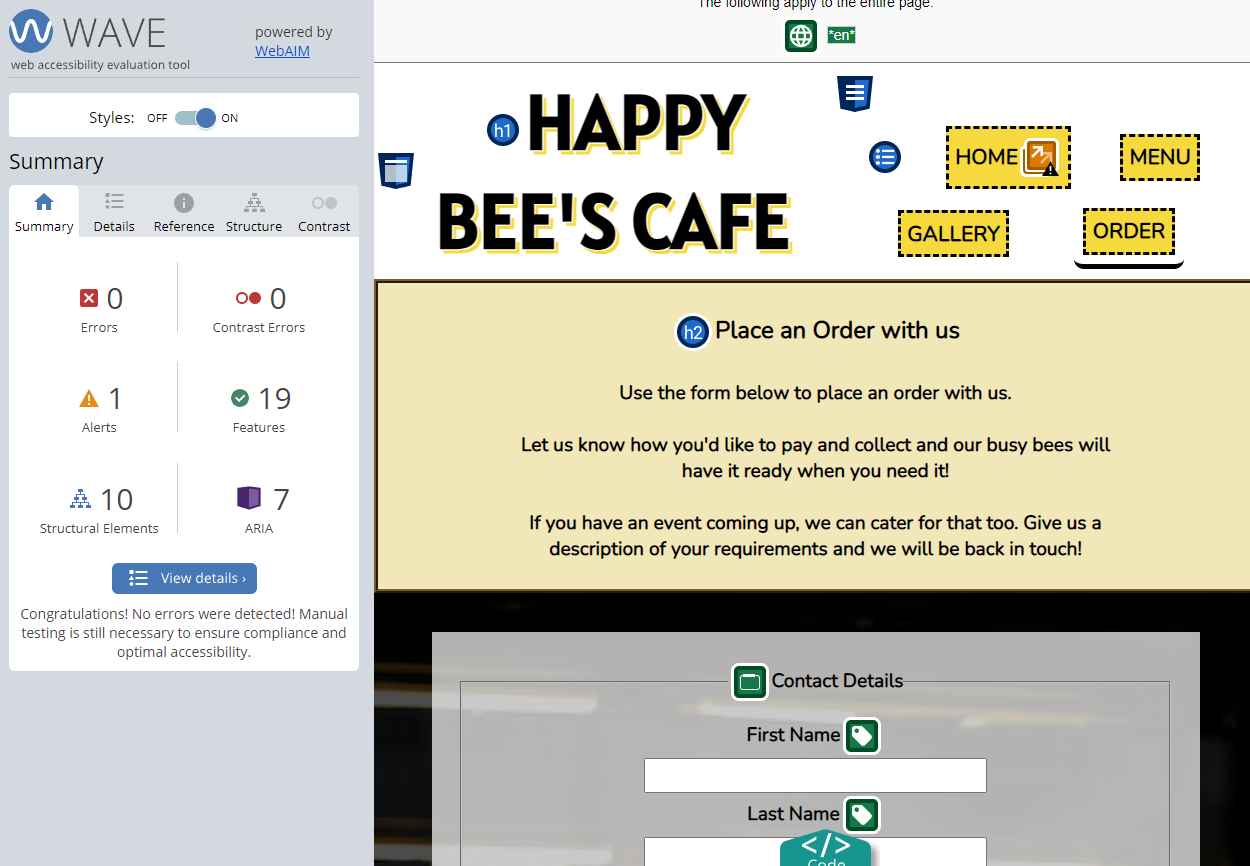 WAVE
web accessibility evaluation tool
powered by
WebAIM
Styles: OFF ON
Summary
Summary Details Reference Structure Contrast
0
Errors
0
Contrast Errors
1
Alerts
19
Features
10
Structural Elements
7
ARIA
View details ›
Congratulations! No errors were detected! Manual
testing is still necessary to ensure compliance and
optimal accessibility.
The following apply to the entire page.
*en*
h1 HAPPY
BEE'S CAFE
HOME
MENU
GALLERY
ORDER
h2 Place an Order with us
Use the form below to place an order with us.
Let us know how you'd like to pay and collect and our busy bees will
have it ready when you need it!
If you have an event coming up, we can cater for that too. Give us a
description of your requirements and we will be back in touch!
Contact Details
First Name
Last Name
</>
Code